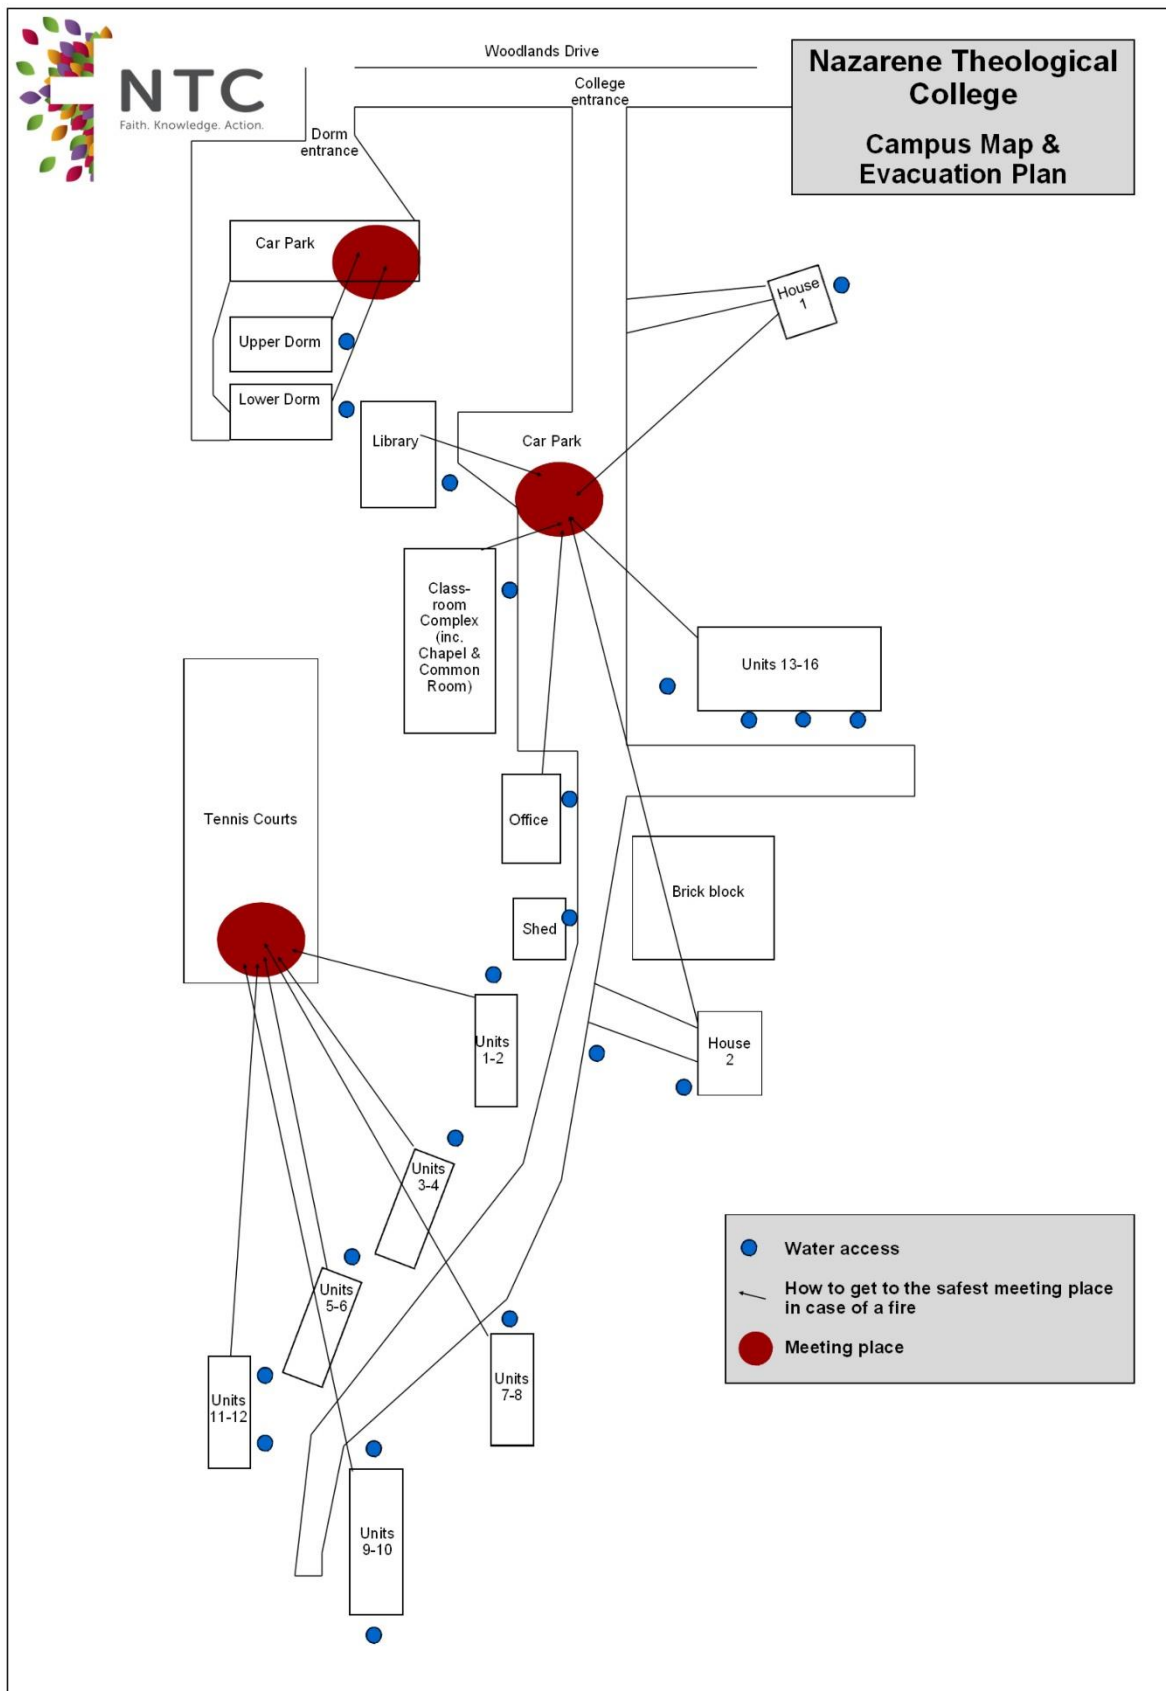 NTC
Faith. Knowledge. Action.
Woodlands Drive
College
entrance
Nazarene Theological
College
Campus Map &
Evacuation Plan
Dorm
entrance
Car Park
House
1
Upper Dorm
Lower Dorm
Library
Car Park
Class-
room
Complex
(inc.
Chapel &
Common
Room)
Units 13-16
Tennis Courts
Office
Brick block
Shed
Units
1-2
House
2
Units
3-4
Units
5-6
Units
7-8
Units
11-12
Units
9-10
Water access
How to get to the safest meeting place
in case of a fire
Meeting place